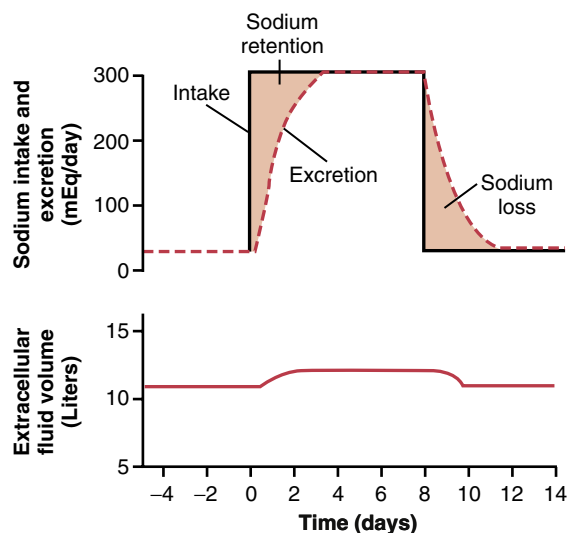 Sodium
retention
Intake
Excretion
Sodium
loss
Sodium intake and
excretion
(mEq/day)
300
200
100
0
Extracellular
fluid volume
(Liters)
15
10
5
−4 −2 0 2 4 6 8 10 12 14
Time (days)